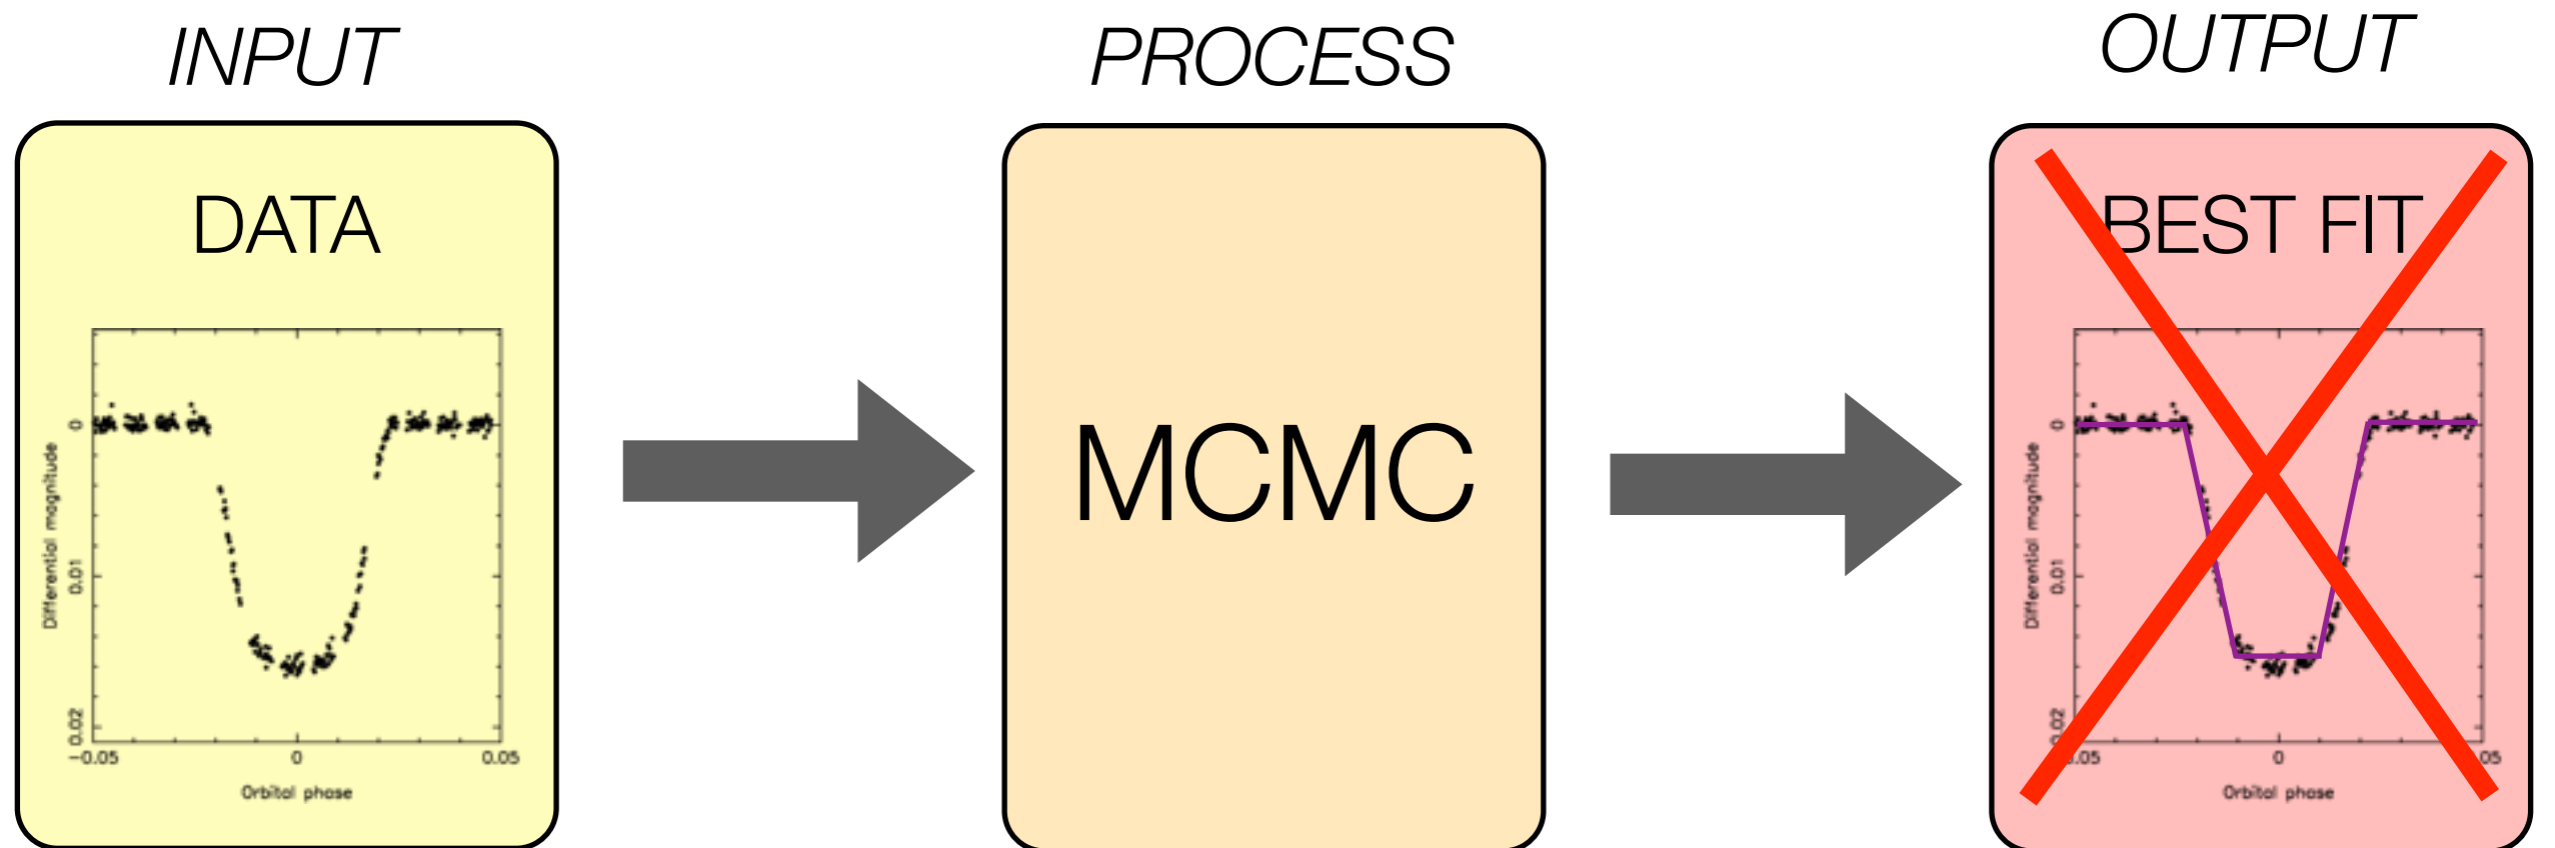 INPUT
PROCESS
OUTPUT
DATA
0
0.01
0.02
Differential magnitude
−0.05 0 0.05
Orbital phase
MCMC
BEST FIT
0
0.01
0.02
Differential magnitude
.05 0 05
Orbital phase